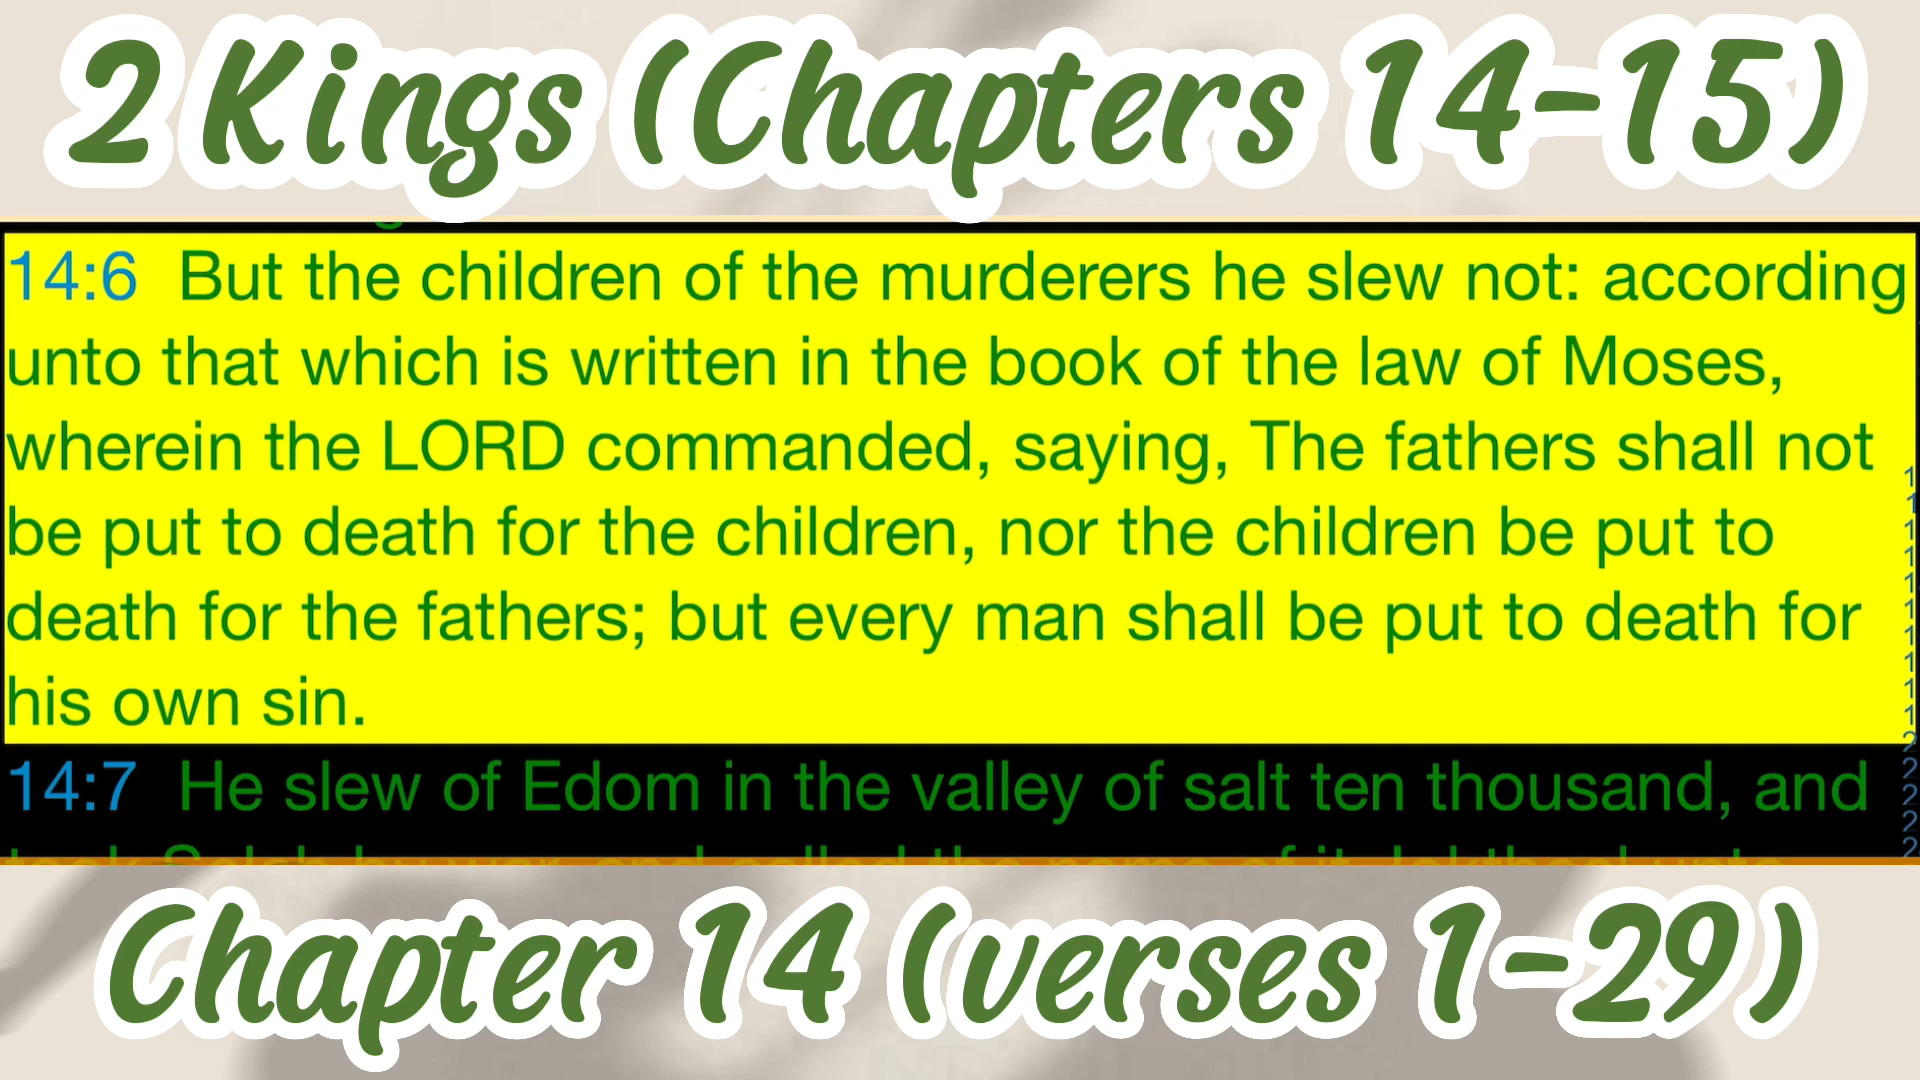 2 Kings (Chapters 14-15)
14:6 But the children of the murderers he slew not: according
unto that which is written in the book of the law of Moses,
wherein the LORD commanded, saying, The fathers shall not
be put to death for the children, nor the children be put to
death for the fathers; but every man shall be put to death for
his own sin.
14:7 He slew of Edom in the valley of salt ten thousand, and
Chapter 14 (verses 1-29)